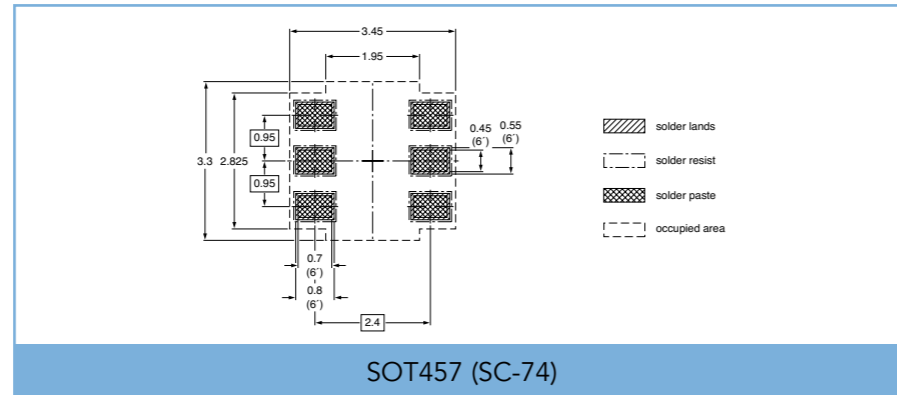 3.45
1.95
0.95
3.3 2.825
0.95
0.45 0.55
(6´) (6´)
0.7
(6´)
0.8
(6´)
2.4
solder lands
solder resist
solder paste
occupied area
SOT457 (SC-74)